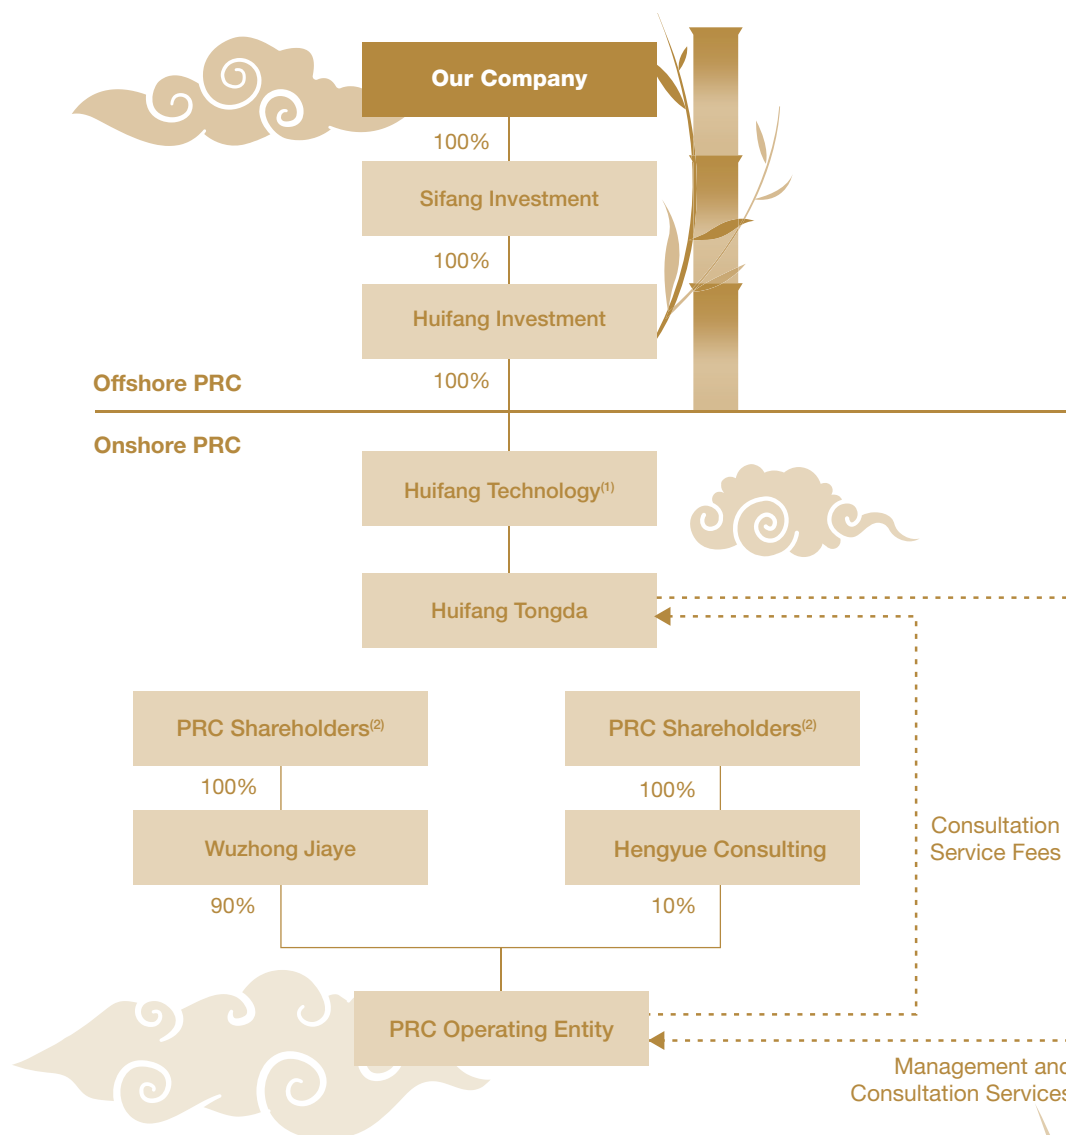 Our Company
100%
Sifang Investment
100%
Huifang Investment
100%
Offshore PRC
Onshore PRC
Huifang Technology(1)
Huifang Tongda
PRC Shareholders(2)
PRC Shareholders(2)
100%
100%
Wuzhong Jiaye
Hengyue Consulting
Consultation
Service Fees
90%
10%
PRC Operating Entity
Management and
Consultation Services